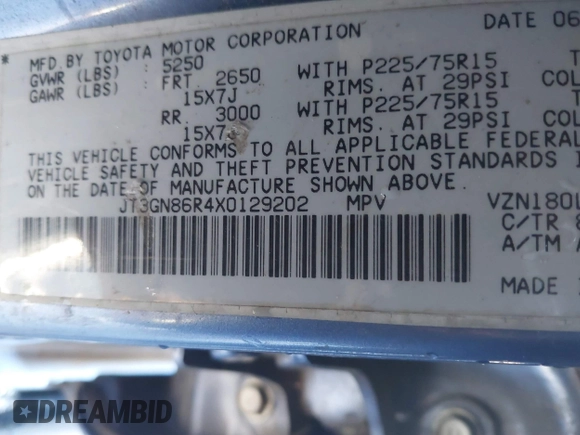 * MFD.BY TOYOTA MOTOR CORPORATION DATE 06
GVWR (LBS) : 5250
GAWR (LBS) : FRT. 2650 WITH P225/75R15
15X7J RIMS. AT 29PSI COL
RR. 3000 WITH P225/75R15
15X7J RIMS. AT 29PSI COL
THIS VEHICLE CONFORMS TO ALL APPLICABLE FEDERAL
VEHICLE SAFETY AND THEFT PREVENTION STANDARDS I
ON THE DATE OF MANUFACTURE SHOWN ABOVE.
JT3GN86R4X0129202 MPV VZN180L
C/TR
A/TM
MADE
DREAMBID